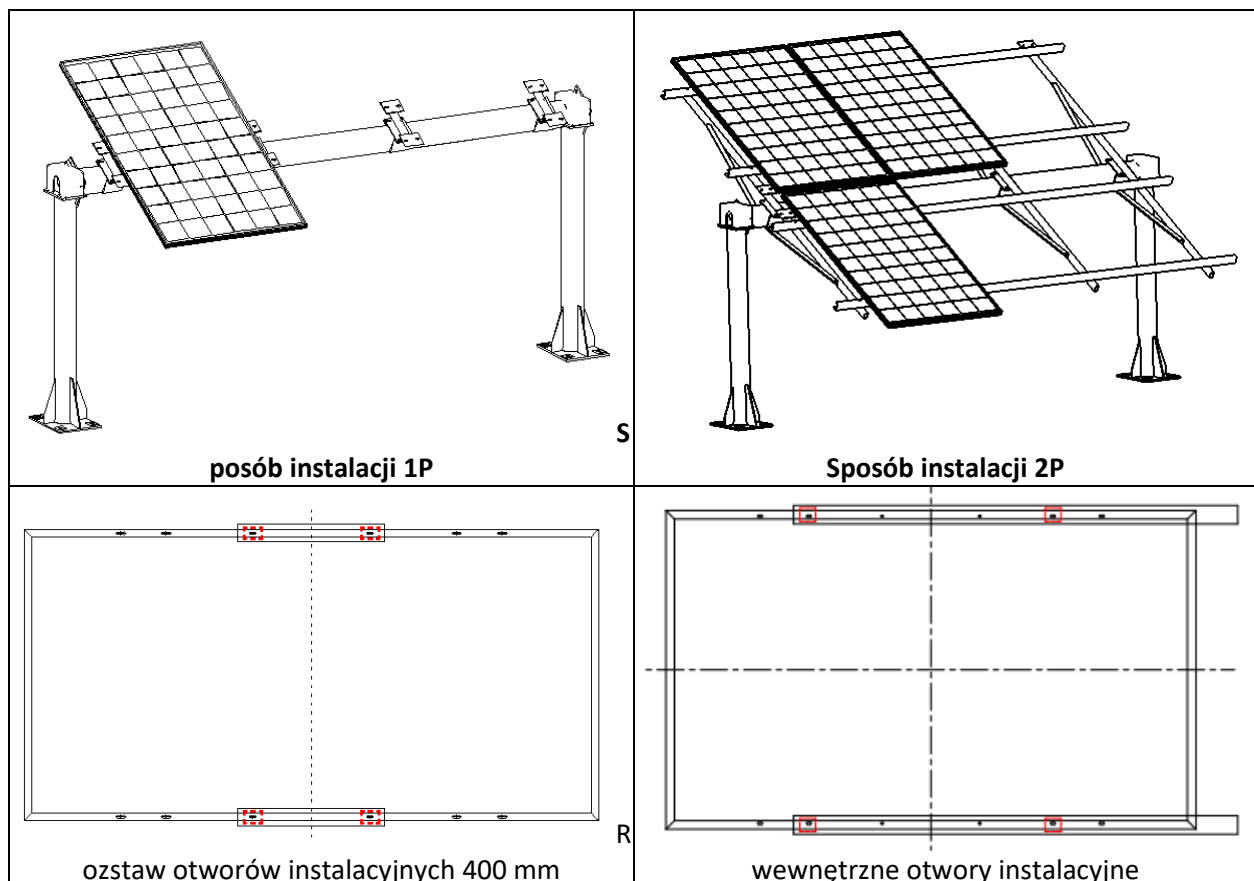 S
posób instalacji 1P
Sposób instalacji 2P
R
ozstaw otworów instalacyjnych 400 mm
wewnętrzne otwory instalacyjne